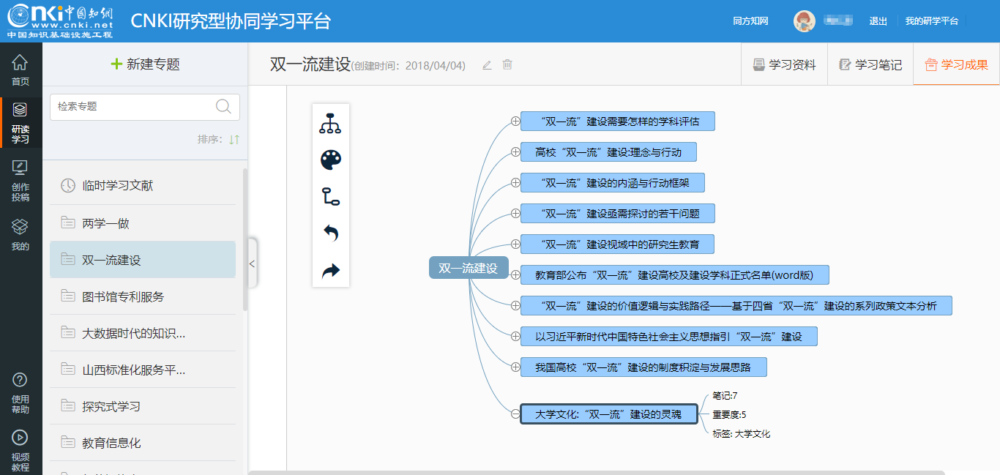 Cnki中国知网
www.cnki.net
中国知识基础设施工程
CNKI研究型协同学习平台
同方知网
退出
我的研学平台
首页
研读
学习
创作
投稿
我的
使用
帮助
视频
教程
新建专题
检索专题
排序:
临时学习文献
两学一做
双一流建设
图书馆专利服务
大数据时代的知识...
山西标准化服务平...
探究式学习
教育信息化
双一流建设(创建时间: 2018/04/04)
学习资料
学习笔记
学习成果
双一流建设
“双一流”建设需要怎样的学科评估
高校“双一流”建设:理念与行动
“双一流”建设的内涵与行动框架
“双一流”建设亟需探讨的若干问题
“双一流”建设视域中的研究生教育
教育部公布“双一流”建设高校及建设学科正式名单(word版)
“双一流”建设的价值逻辑与实践路径——基于四省“双一流”建设的系列政策文本分析
以习近平新时代中国特色社会主义思想指引“双一流”建设
我国高校“双一流”建设的制度积淀与发展思路
大学文化:“双一流”建设的灵魂
笔记:7
重要度:5
标签: 大学文化